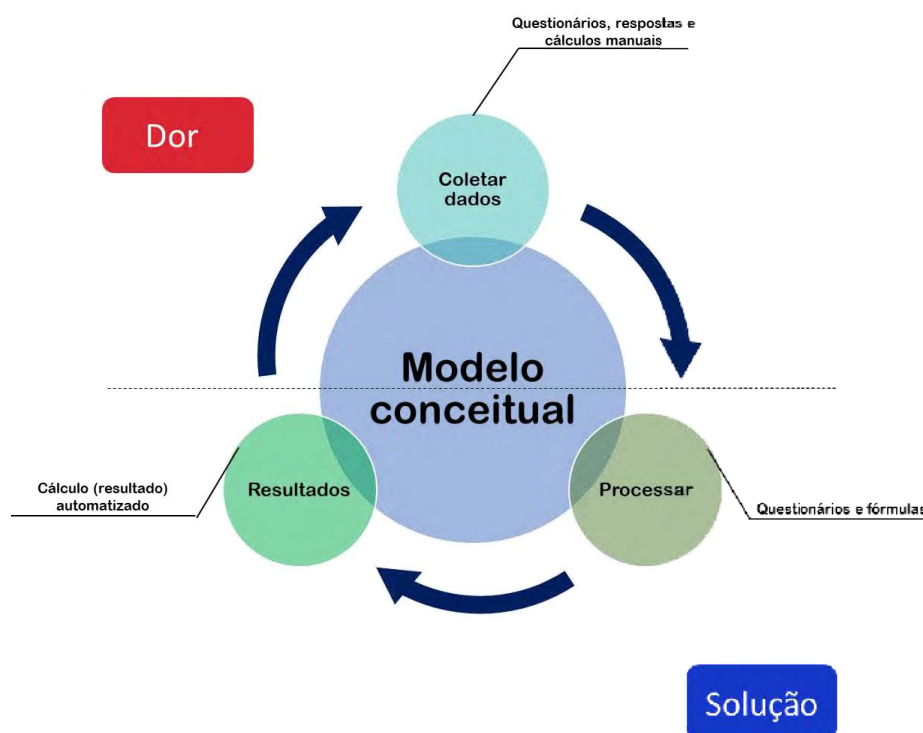 Questionários, respostas e
cálculos manuais
Dor
Coletar
dados
Modelo
conceitual
Resultados
Processar
Cálculo (resultado)
automatizado
Questionários e fórmulas
Solução